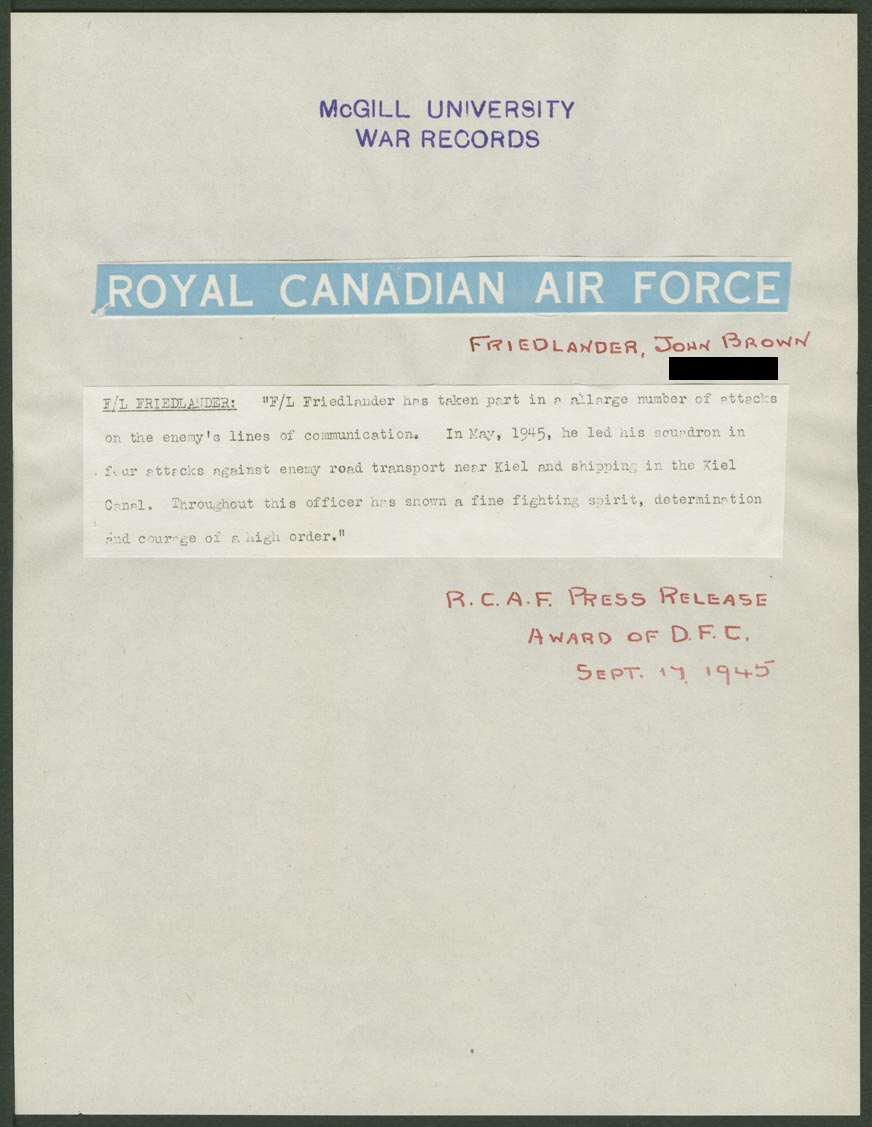 McGILL UNIVERSITY
WAR RECORDS
ROYAL CANADIAN AIR FORCE
FRIEDLANDER, JOHN BROWN
F/L FRIEDLANDER: "F/L Friedlander has taken part in a allarge number of attacks
on the enemy's lines of communication. In May, 1945, he led his squadron in
four attacks against enemy road transport near Kiel and shipping in the Kiel
Canal. Throughout this officer has shown a fine fighting spirit, determination
and courage of a high order."
R.C.A.F. PRESS RELEASE
AWARD OF D.F.C.
SEPT. 17, 1945